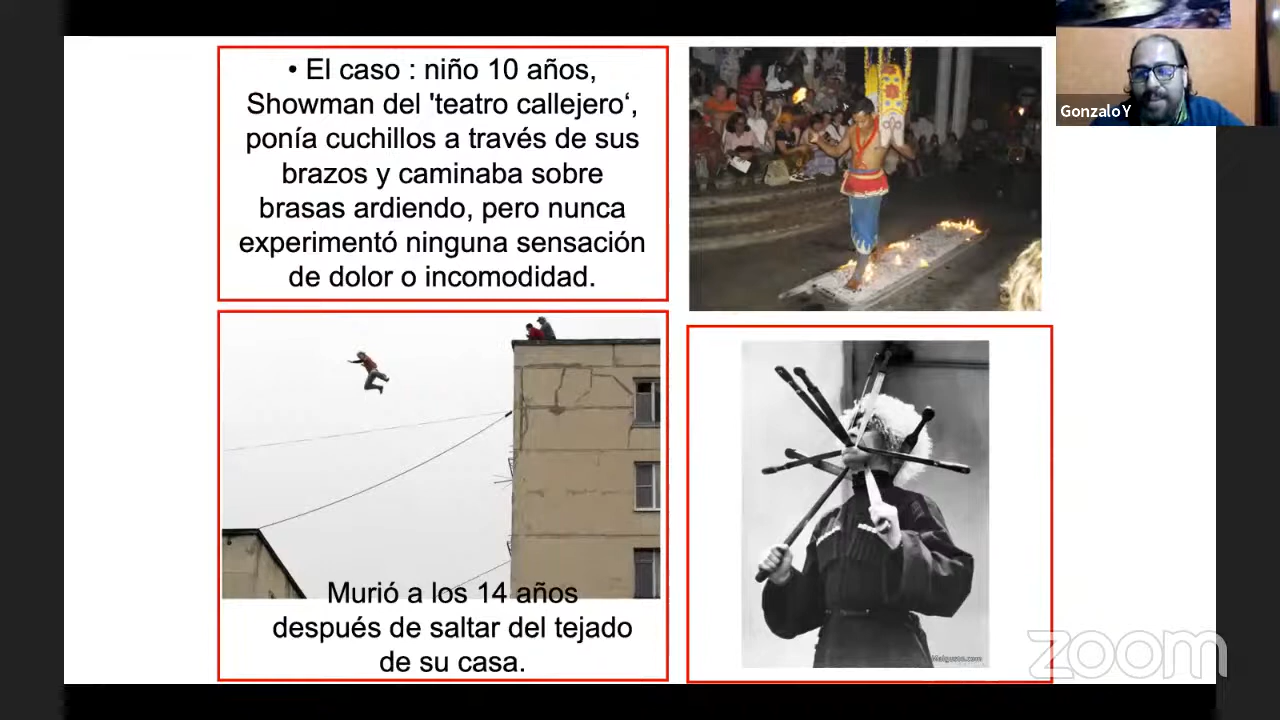 • El caso : niño 10 años,
Showman del 'teatro callejero‘,
ponía cuchillos a través de sus
brazos y caminaba sobre
brasas ardiendo, pero nunca
experimentó ninguna sensación
de dolor o incomodidad.
GonzaloY
Murió a los 14 años
después de saltar del tejado
de su casa.
zoom